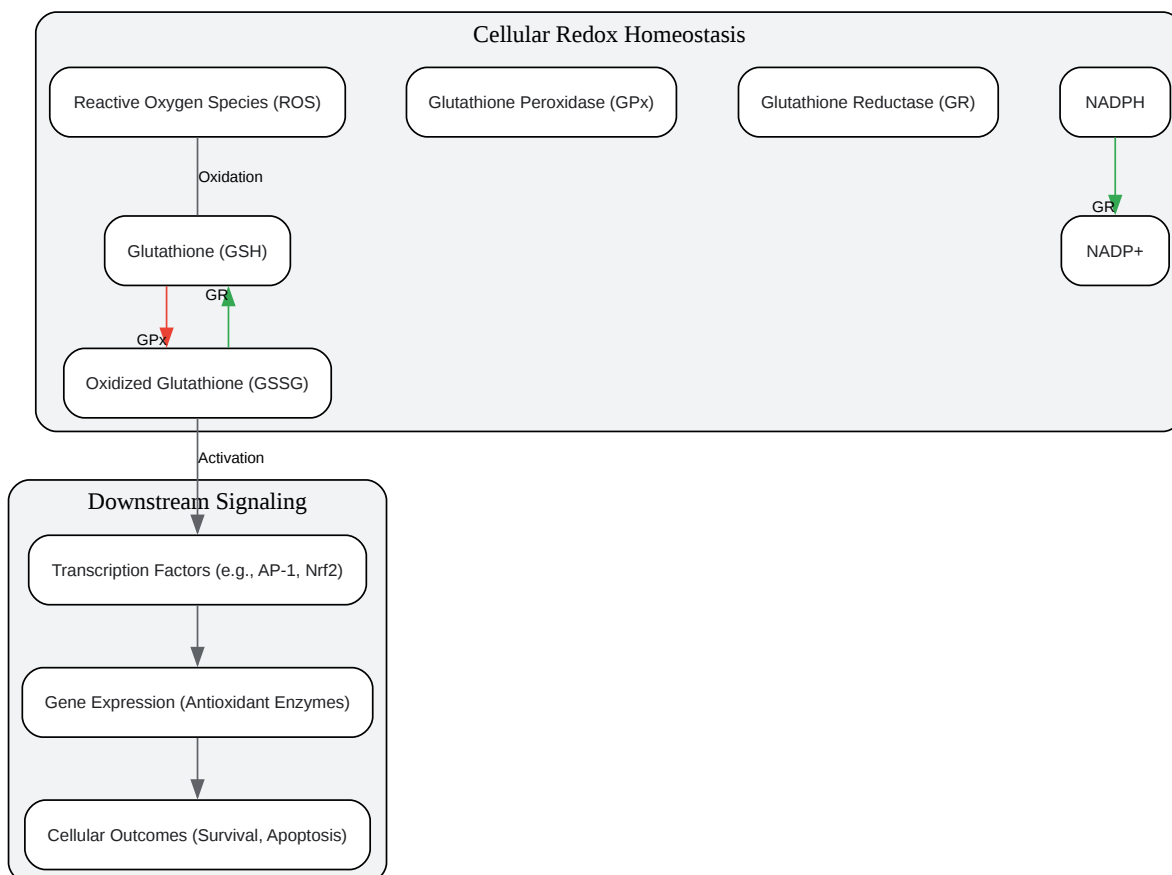 Cellular Redox Homeostasis
Reactive Oxygen Species (ROS)
Glutathione Peroxidase (GPx)
Glutathione Reductase (GR)
NADPH
Oxidation
GR
Glutathione (GSH)
NADP+
GR
GPx
Oxidized Glutathione (GSSG)
Activation
Downstream Signaling
Transcription Factors (e.g., AP-1, Nrf2)
Gene Expression (Antioxidant Enzymes)
Cellular Outcomes (Survival, Apoptosis)